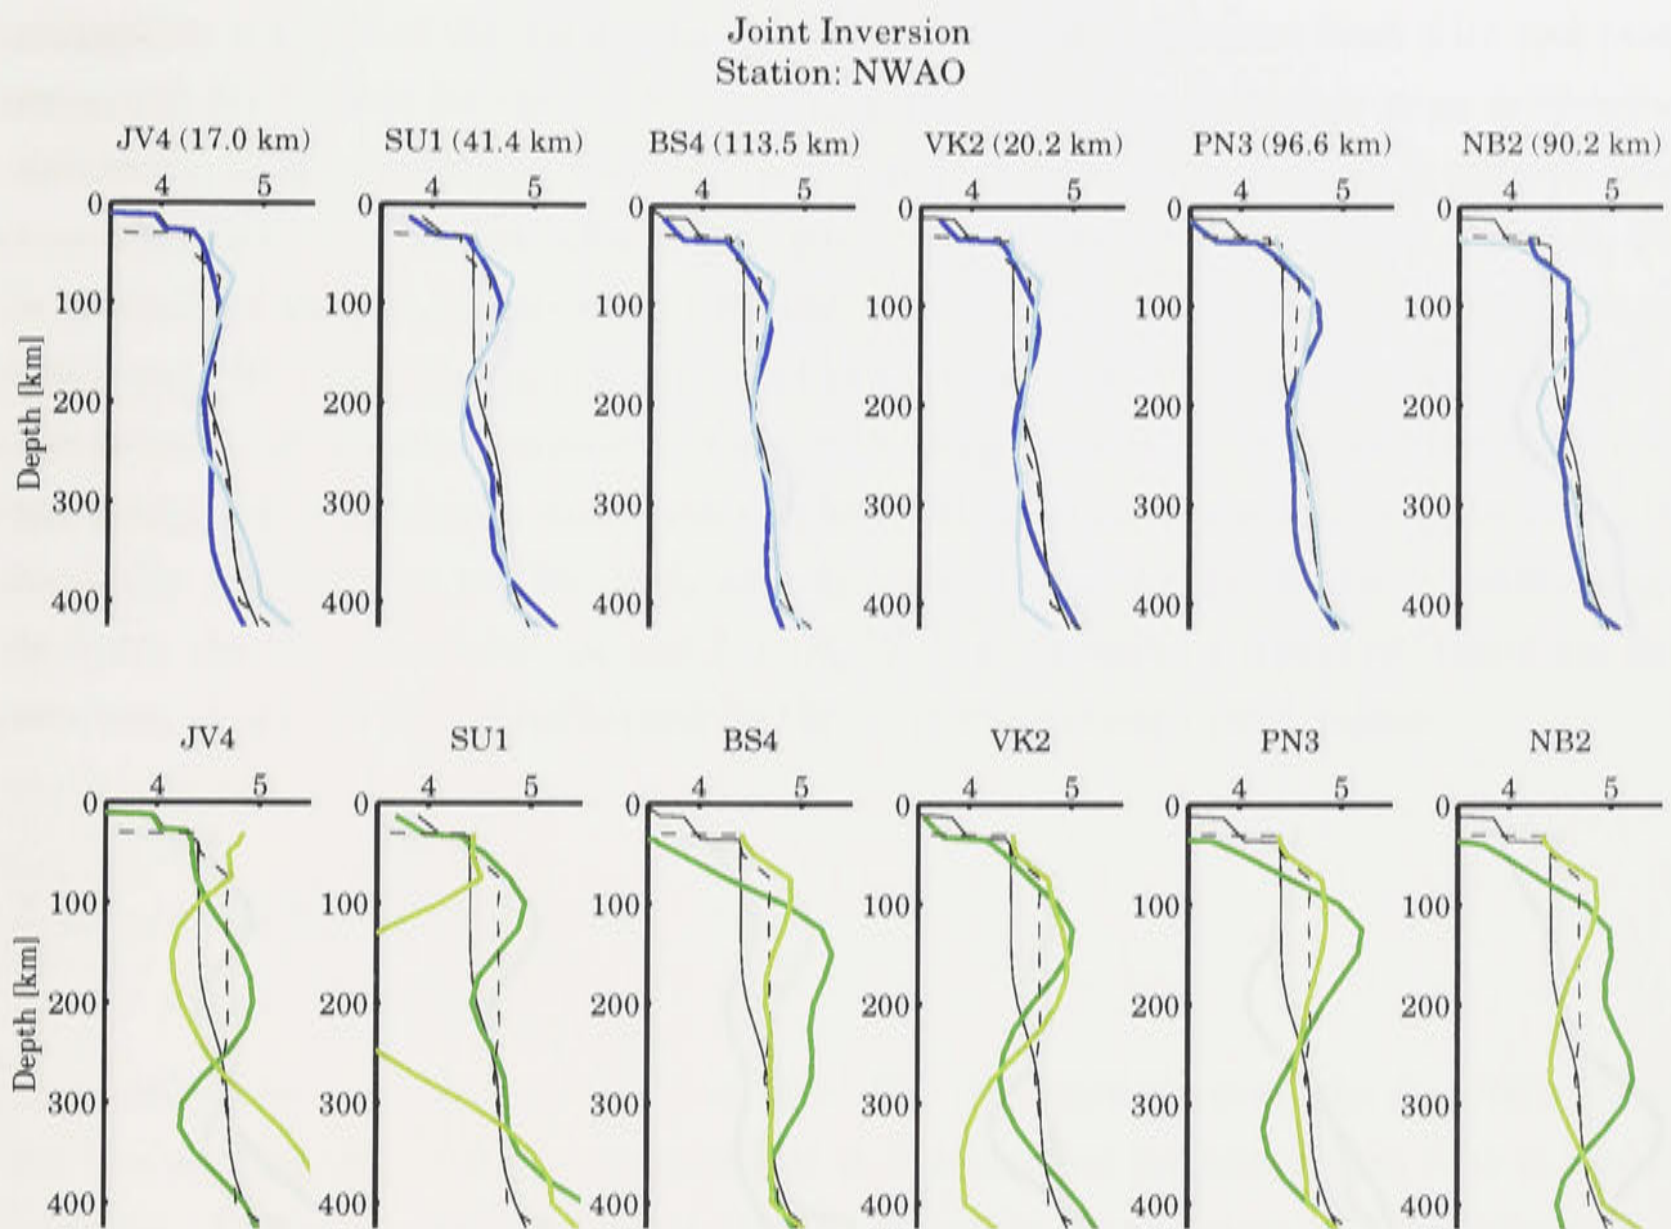 Joint Inversion
Station: NWAO
JV4 (17.0 km) SU1 (41.4 km) BS4 (113.5 km) VK2 (20.2 km) PN3 (96.6 km) NB2 (90.2 km)
4 5 4 5 4 5 4 5 4 5 4 5
0 0 0 0 0 0
100 100 100 100 100 100
200 200 200 200 200 200
300 300 300 300 300 300
400 400 400 400 400 400
Depth [km]
JV4 SU1 BS4 VK2 PN3 NB2
4 5 4 5 4 5 4 5 4 5 4 5
0 0 0 0 0 0
100 100 100 100 100 100
200 200 200 200 200 200
300 300 300 300 300 300
400 400 400 400 400 400
Depth [km]